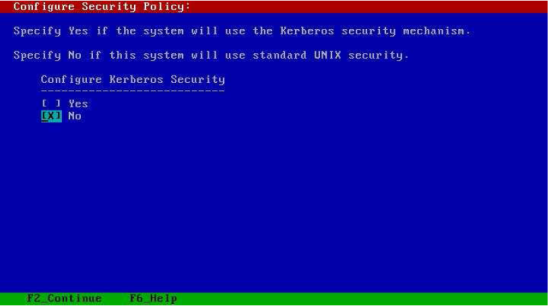 Configure Security Policy:
Specify Yes if the system will use the Kerberos security mechanism.
Specify No if this system will use standard UNIX security.
Configure Kerberos Security
---------------------------
[ ] Yes
[X] No
F2_Continue F6_Help